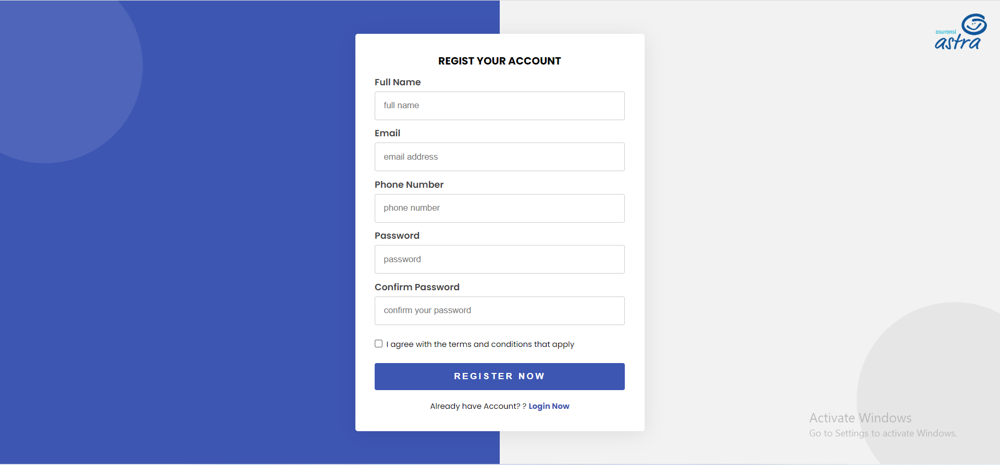 asuransi
astra
REGIST YOUR ACCOUNT
Full Name
full name
Email
email address
Phone Number
phone number
Password
password
Confirm Password
confirm your password
I agree with the terms and conditions that apply
REGISTER NOW
Already have Account? ? Login Now
Activate Windows
Go to Settings to activate Windows.